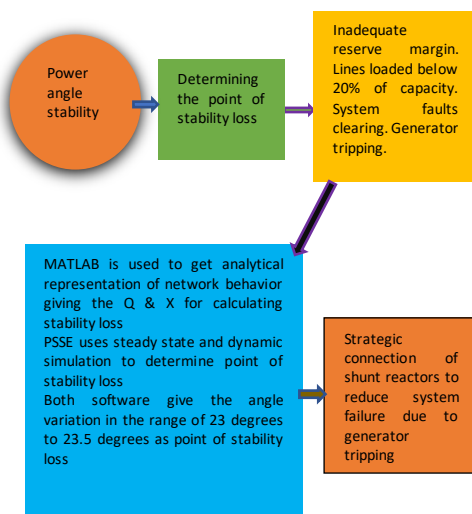 Power
angle
stability
Determining
the point of
stability loss
Inadequate
reserve margin.
Lines loaded below
20% of capacity.
System faults
clearing. Generator
tripping.
MATLAB is used to get analytical
representation of network behavior
giving the Q & X for calculating
stability loss
PSSE uses steady state and dynamic
simulation to determine point of
stability loss
Both software give the angle
variation in the range of 23 degrees
to 23.5 degrees as point of stability
loss
Strategic
connection of
shunt reactors to
reduce system
failure due to
generator
tripping